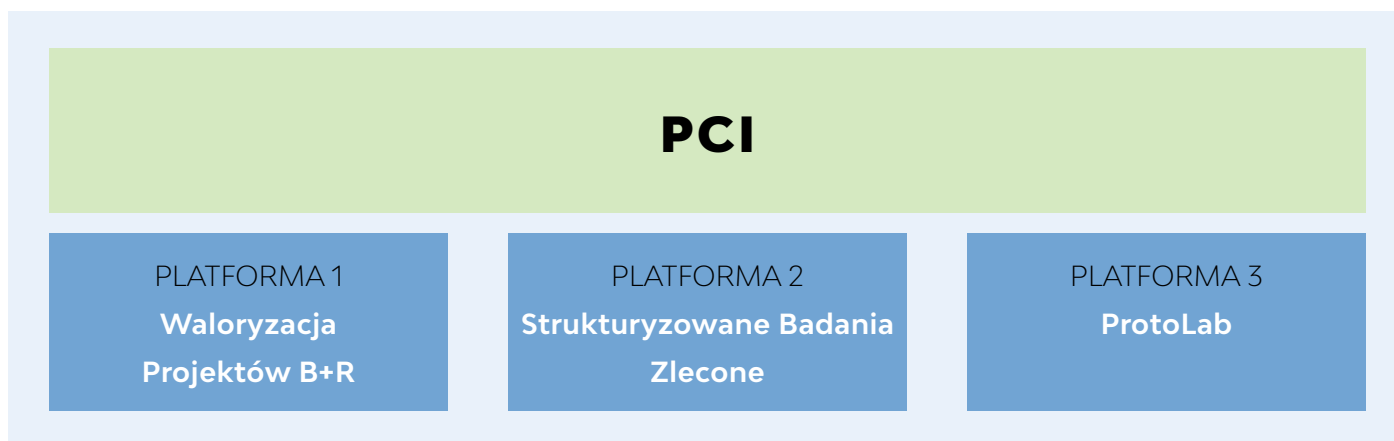 PCI
PLATFORMA 1
Waloryzacja
Projektów B+R
PLATFORMA 2
Strukturyzowane Badania
Zlecone
PLATFORMA 3
ProtoLab